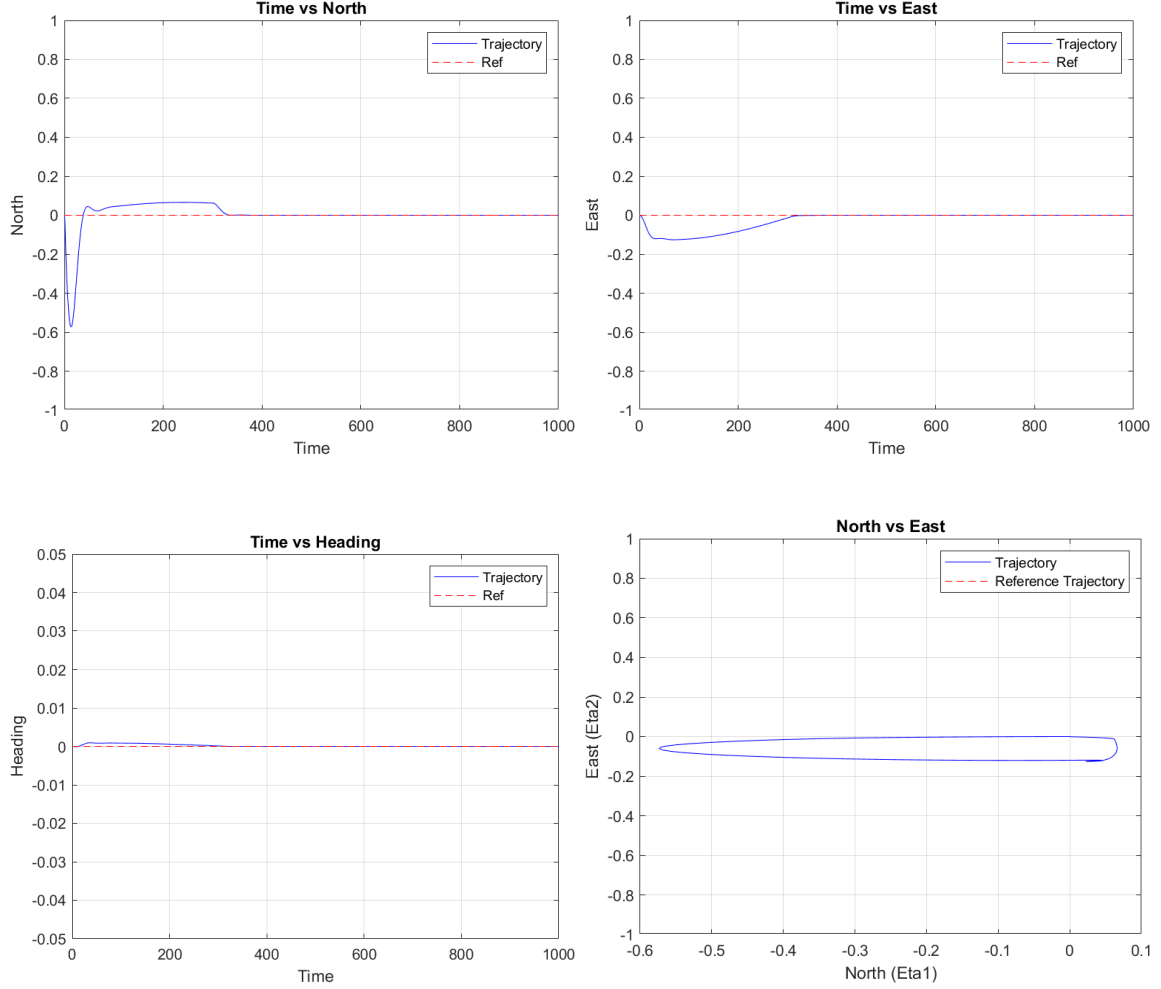 Time vs North
1
0.8
0.6
0.4
0.2
0
-0.2
-0.4
-0.6
-0.8
-1
North
Trajectory
Ref
0 200 400 600 800 1000
Time
Time vs East
1
0.8
0.6
0.4
0.2
0
-0.2
-0.4
-0.6
-0.8
-1
East
Trajectory
Ref
0 200 400 600 800 1000
Time
Time vs Heading
0.05
0.04
0.03
0.02
0.01
0
-0.01
-0.02
-0.03
-0.04
-0.05
Heading
Trajectory
Ref
0 200 400 600 800 1000
Time
North vs East
1
0.8
0.6
0.4
0.2
0
-0.2
-0.4
-0.6
-0.8
-1
East (Eta2)
Trajectory
Reference Trajectory
-0.6 -0.5 -0.4 -0.3 -0.2 -0.1 0 0.1
North (Eta1)